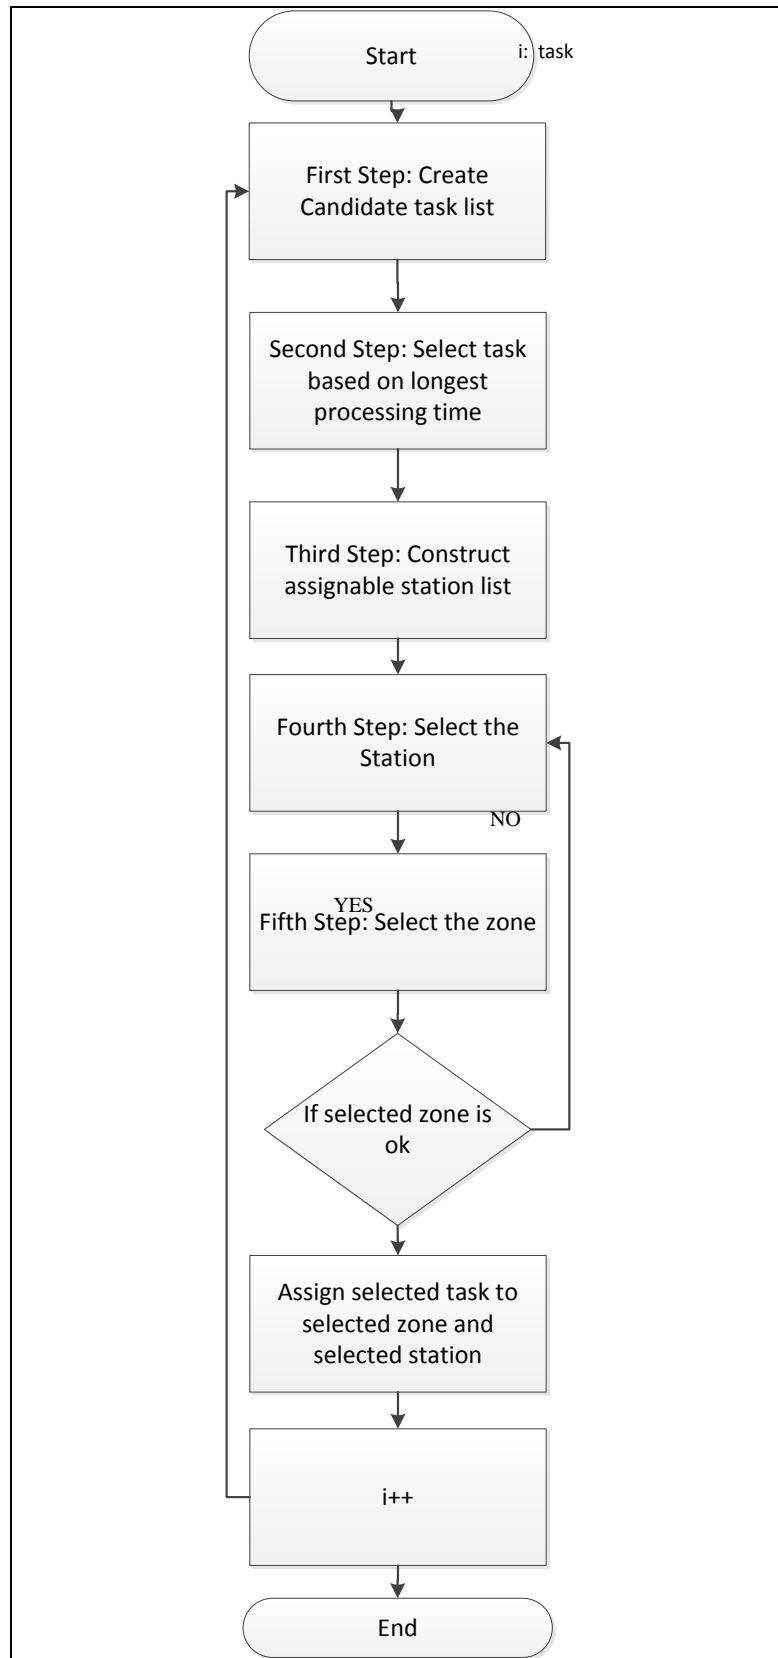 Start
i: task
First Step: Create
Candidate task list
Second Step: Select task
based on longest
processing time
Third Step: Construct
assignable station list
Fourth Step: Select the
Station
NO
YES
Fifth Step: Select the zone
If selected zone is
ok
Assign selected task to
selected zone and
selected station
i++
End